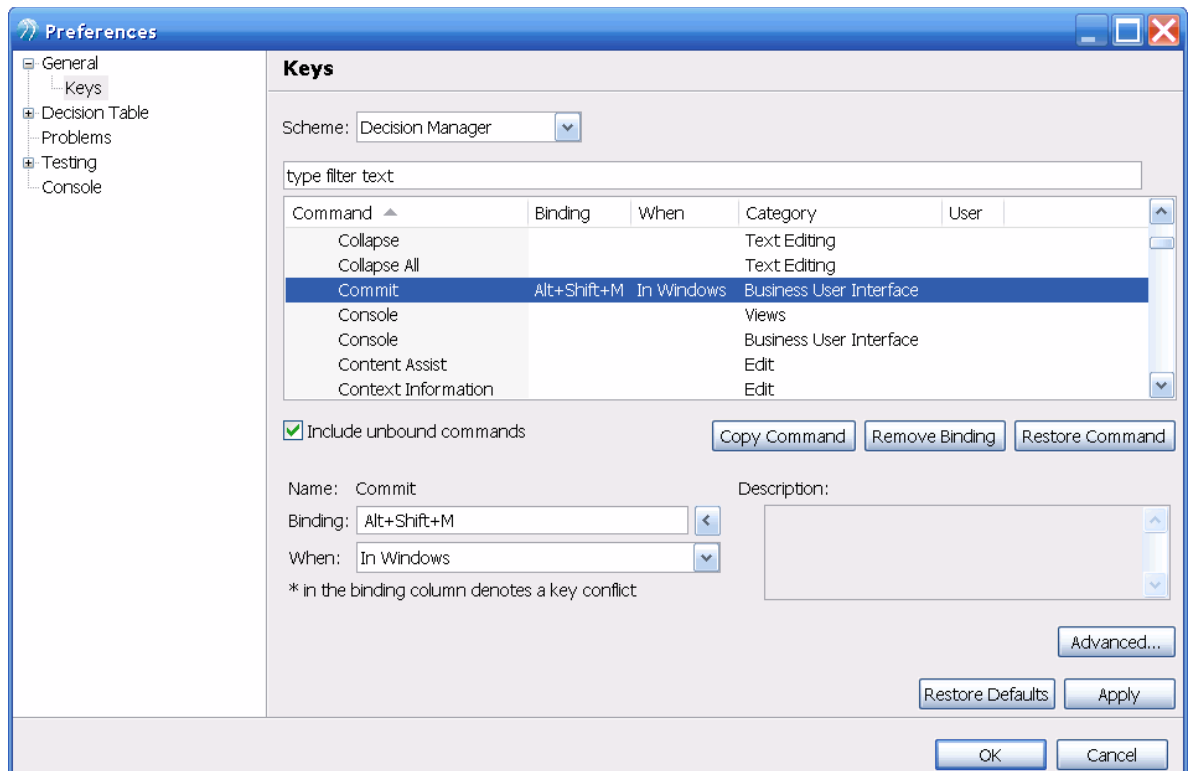 Preferences
General
Keys
Decision Table
Problems
Testing
Console
Keys
Scheme: Decision Manager
type filter text
Command Binding When Category User
Collapse Text Editing
Collapse All Text Editing
Commit Alt+Shift+M In Windows Business User Interface
Console Views
Console Business User Interface
Content Assist Edit
Context Information Edit
Include unbound commands
Copy Command Remove Binding Restore Command
Name: Commit Description:
Binding: Alt+Shift+M <
When: In Windows
* in the binding column denotes a key conflict
Advanced...
Restore Defaults Apply
OK Cancel